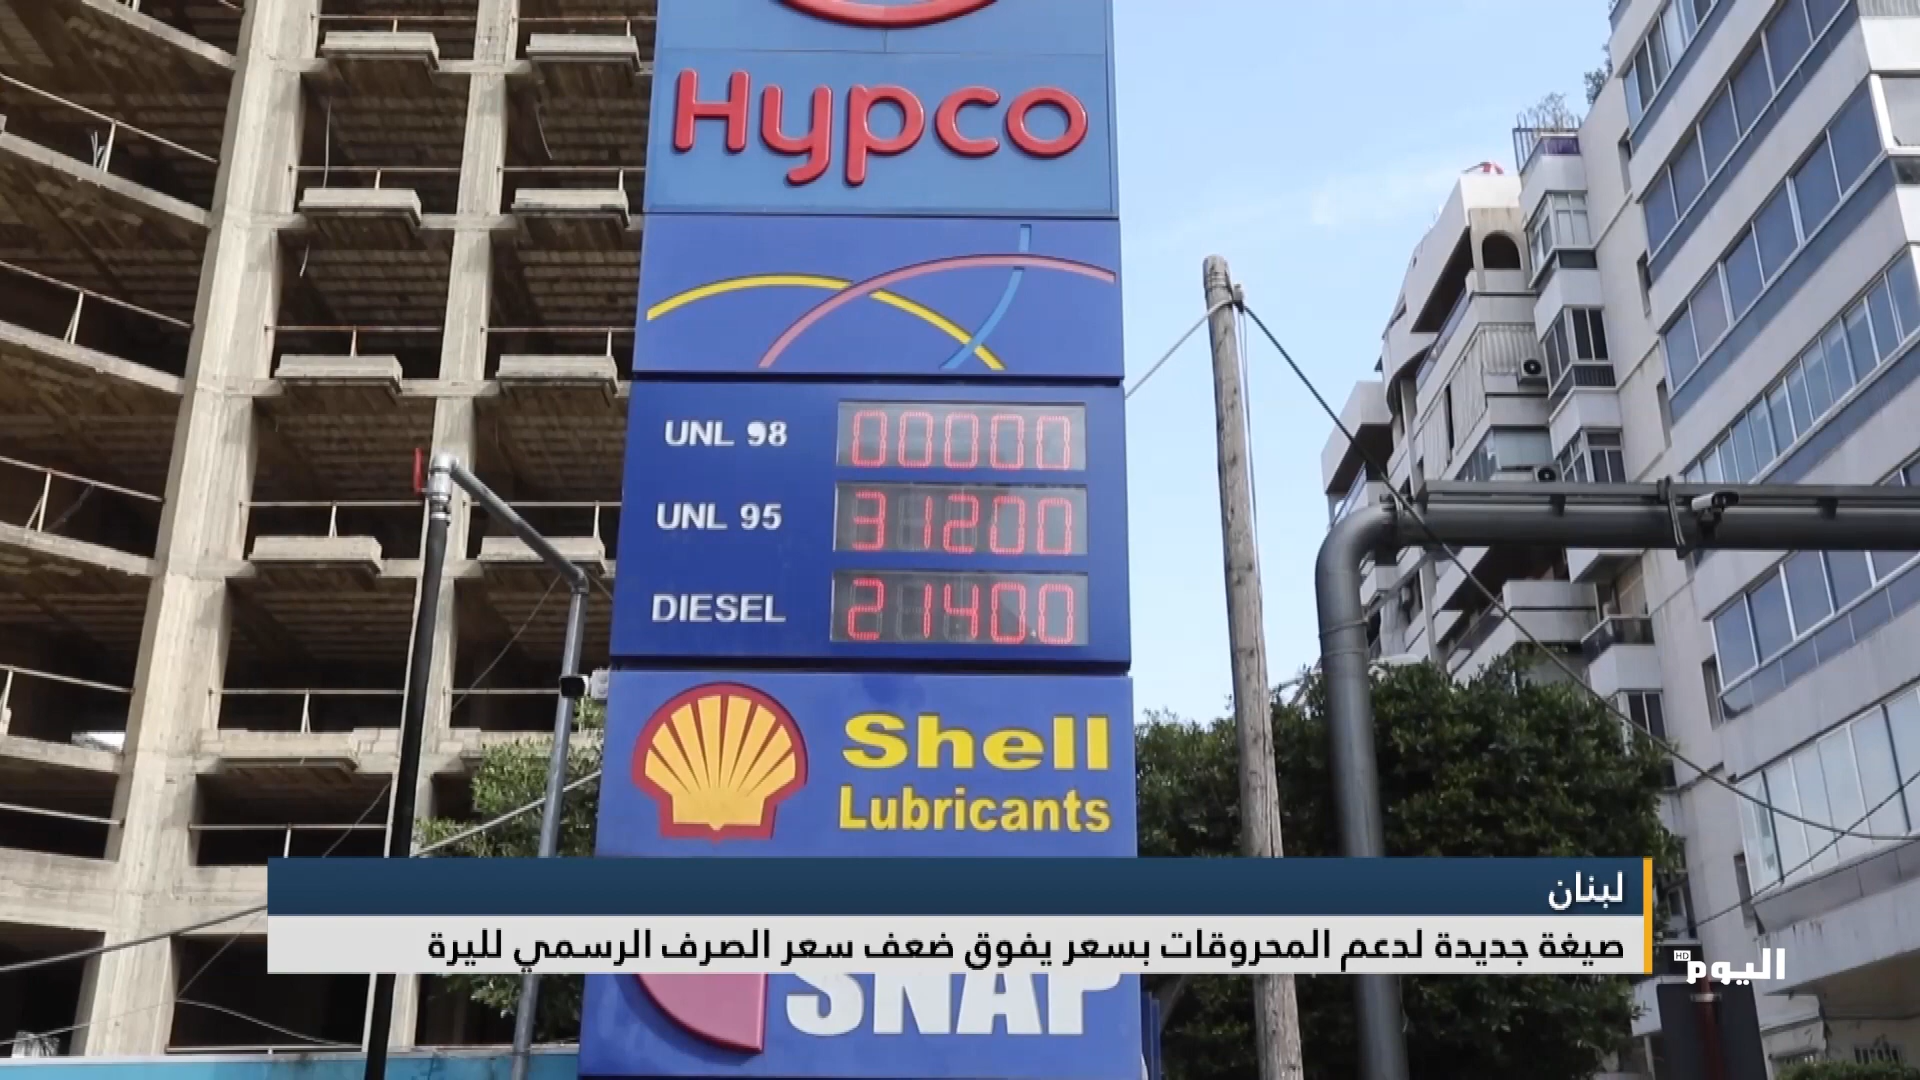 Hypco
UNL 98 00000
UNL 95 31200
DIESEL 21400
Shell
Lubricants
لبنان
صيغة جديدة لدعم المحروقات بسعر يفوق ضعف سعر الصرف الرسمي لليرة
اليوم HD
SNAP